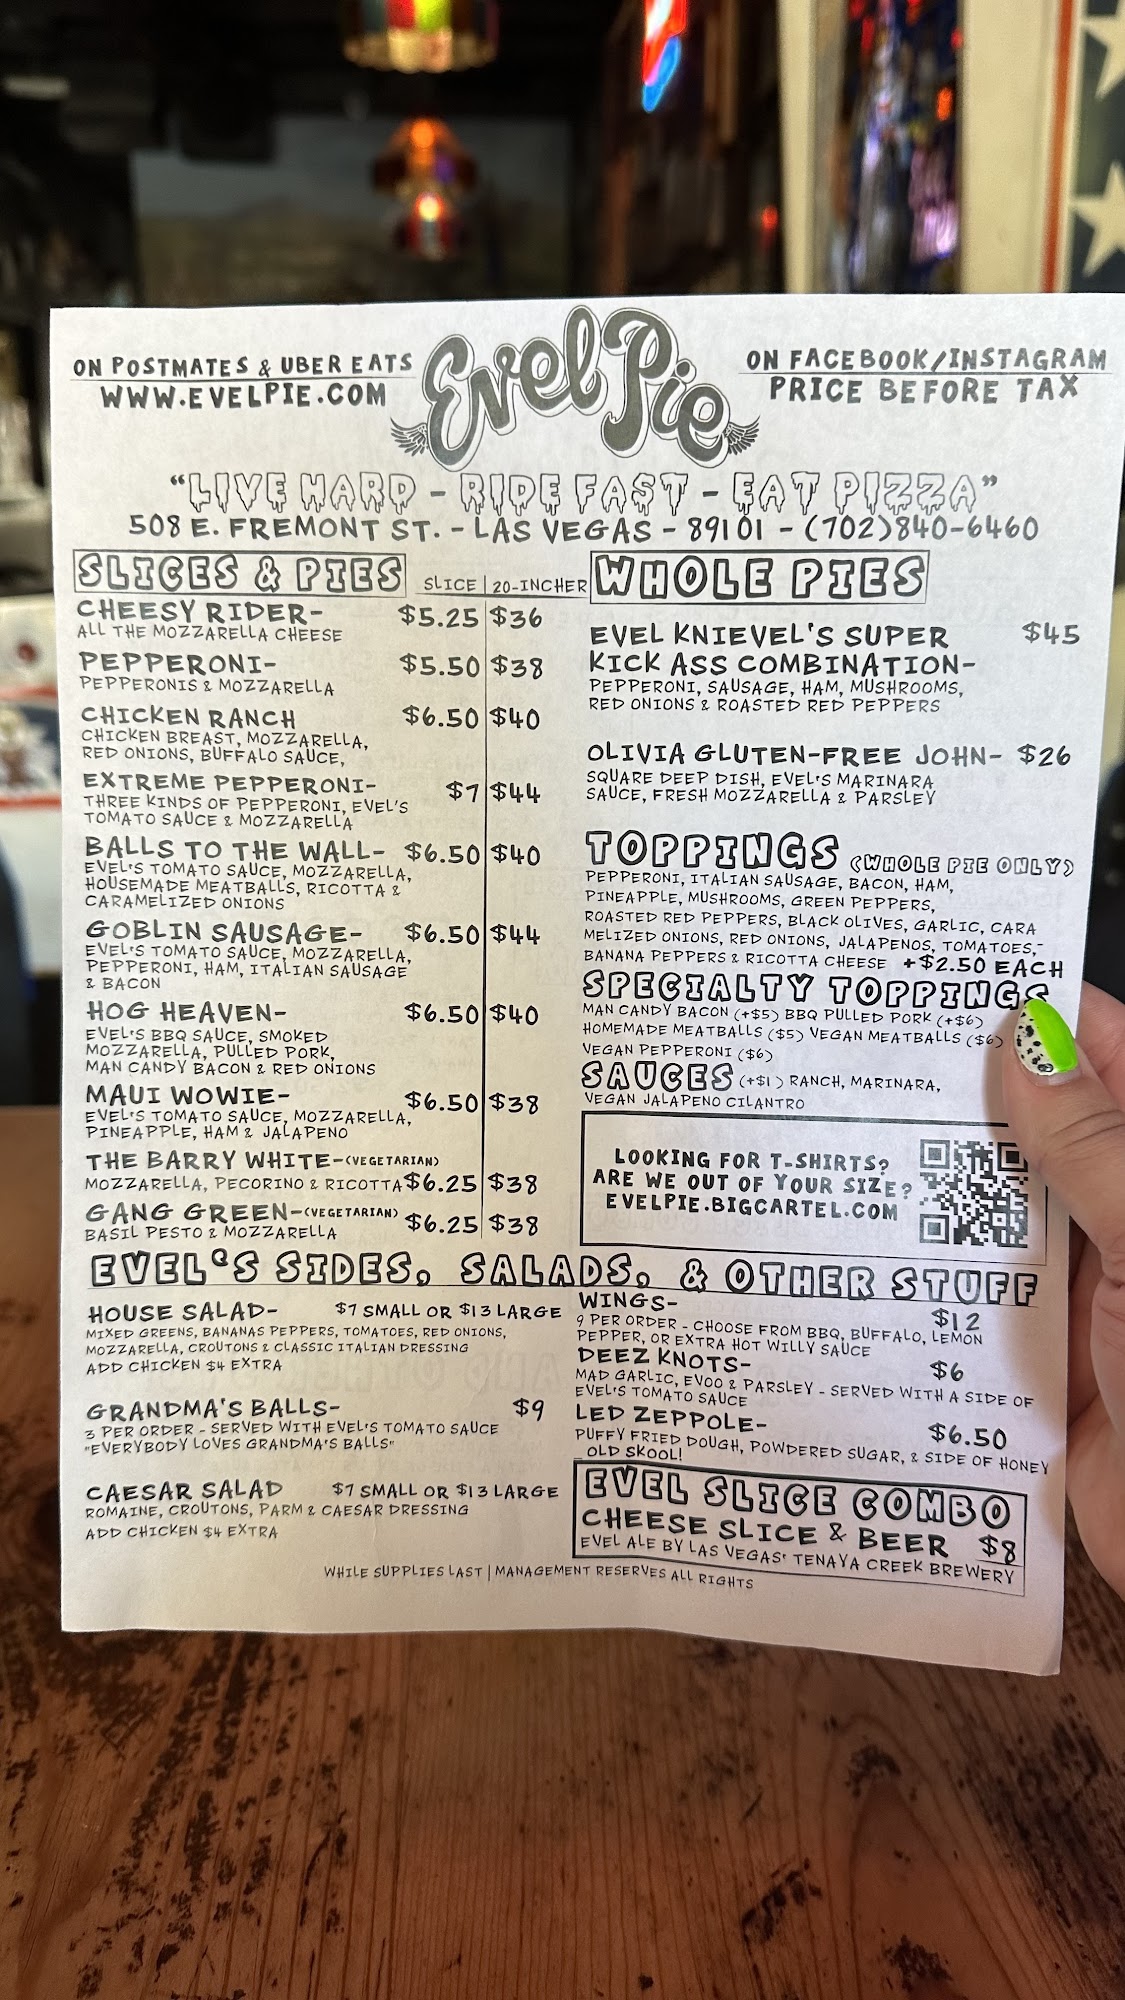 ON POSTMATES & UBER EATS
WWW.EVELPIE.COM
Evel Pie
ON FACEBOOK/INSTAGRAM
PRICE BEFORE TAX
"LIVE HARD - RIDE FAST - EAT PIZZA"
508 E. FREMONT ST. - LAS VEGAS - 89101 - (702)840-6460
SLICES & PIES SLICE | 20-INCHER
CHEESY RIDER- $5.25 $36
ALL THE MOZZARELLA CHEESE
PEPPERONI- $5.50 $38
PEPPERONIS & MOZZARELLA
CHICKEN RANCH $6.50 $40
CHICKEN BREAST, MOZZARELLA,
RED ONIONS, BUFFALO SAUCE,
EXTREME PEPPERONI- $7 $44
THREE KINDS OF PEPPERONI, EVEL'S
TOMATO SAUCE & MOZZARELLA
BALLS TO THE WALL- $6.50 $40
EVEL'S TOMATO SAUCE, MOZZARELLA,
HOUSEMADE MEATBALLS, RICOTTA &
CARAMELIZED ONIONS
GOBLIN SAUSAGE- $6.50 $44
EVEL'S TOMATO SAUCE, MOZZARELLA,
PEPPERONI, HAM, ITALIAN SAUSAGE
& BACON
HOG HEAVEN- $6.50 $40
EVEL'S BBQ SAUCE, SMOKED
MOZZARELLA, PULLED PORK,
MAN CANDY BACON & RED ONIONS
MAUI WOWIE- $6.50 $38
EVEL'S TOMATO SAUCE, MOZZARELLA,
PINEAPPLE, HAM & JALAPENO
THE BARRY WHITE-(VEGETARIAN)
MOZZARELLA, PECORINO & RICOTTA $6.25 $38
GANG GREEN-(VEGETARIAN) $6.25 $38
BASIL PESTO & MOZZARELLA
WHOLE PIES
EVEL KNIEVEL'S SUPER $45
KICK ASS COMBINATION-
PEPPERONI, SAUSAGE, HAM, MUSHROOMS,
RED ONIONS & ROASTED RED PEPPERS
OLIVIA GLUTEN-FREE JOHN- $26
SQUARE DEEP DISH, EVEL'S MARINARA
SAUCE, FRESH MOZZARELLA & PARSLEY
TOPPINGS (WHOLE PIE ONLY)
PEPPERONI, ITALIAN SAUSAGE, BACON, HAM,
PINEAPPLE, MUSHROOMS, GREEN PEPPERS,
ROASTED RED PEPPERS, BLACK OLIVES, GARLIC, CARA
MELIZED ONIONS, RED ONIONS, JALAPENOS, TOMATOES,-
BANANA PEPPERS & RICOTTA CHEESE +$2.50 EACH
SPECIALTY TOPPINGS
MAN CANDY BACON (+$5) BBQ PULLED PORK (+$6)
HOMEMADE MEATBALLS ($5) VEGAN MEATBALLS ($6)
VEGAN PEPPERONI ($6)
SAUCES (+$1) RANCH, MARINARA,
VEGAN JALAPENO CILANTRO
LOOKING FOR T-SHIRTS?
ARE WE OUT OF YOUR SIZE?
EVELPIE.BIGCARTEL.COM
EVEL'S SIDES, SALADS, & OTHER STUFF
HOUSE SALAD- $7 SMALL OR $13 LARGE
MIXED GREENS, BANANAS PEPPERS, TOMATOES, RED ONIONS,
MOZZARELLA, CROUTONS & CLASSIC ITALIAN DRESSING
ADD CHICKEN $4 EXTRA
GRANDMA'S BALLS- $9
3 PER ORDER - SERVED WITH EVEL'S TOMATO SAUCE
"EVERYBODY LOVES GRANDMA'S BALLS"
CAESAR SALAD $7 SMALL OR $13 LARGE
ROMAINE, CROUTONS, PARM & CAESAR DRESSING
ADD CHICKEN $4 EXTRA
WINGS- $12
9 PER ORDER - CHOOSE FROM BBQ, BUFFALO, LEMON
PEPPER, OR EXTRA HOT WILLY SAUCE
DEEZ KNOTS- $6
MAD GARLIC, EVOO & PARSLEY - SERVED WITH A SIDE OF
EVEL'S TOMATO SAUCE
LED ZEPPOLE- $6.50
PUFFY FRIED DOUGH, POWDERED SUGAR, & SIDE OF HONEY
OLD SKOOL!
EVEL SLICE COMBO
CHEESE SLICE & BEER $8
EVEL ALE BY LAS VEGAS' TENAYA CREEK BREWERY
WHILE SUPPLIES LAST | MANAGEMENT RESERVES ALL RIGHTS